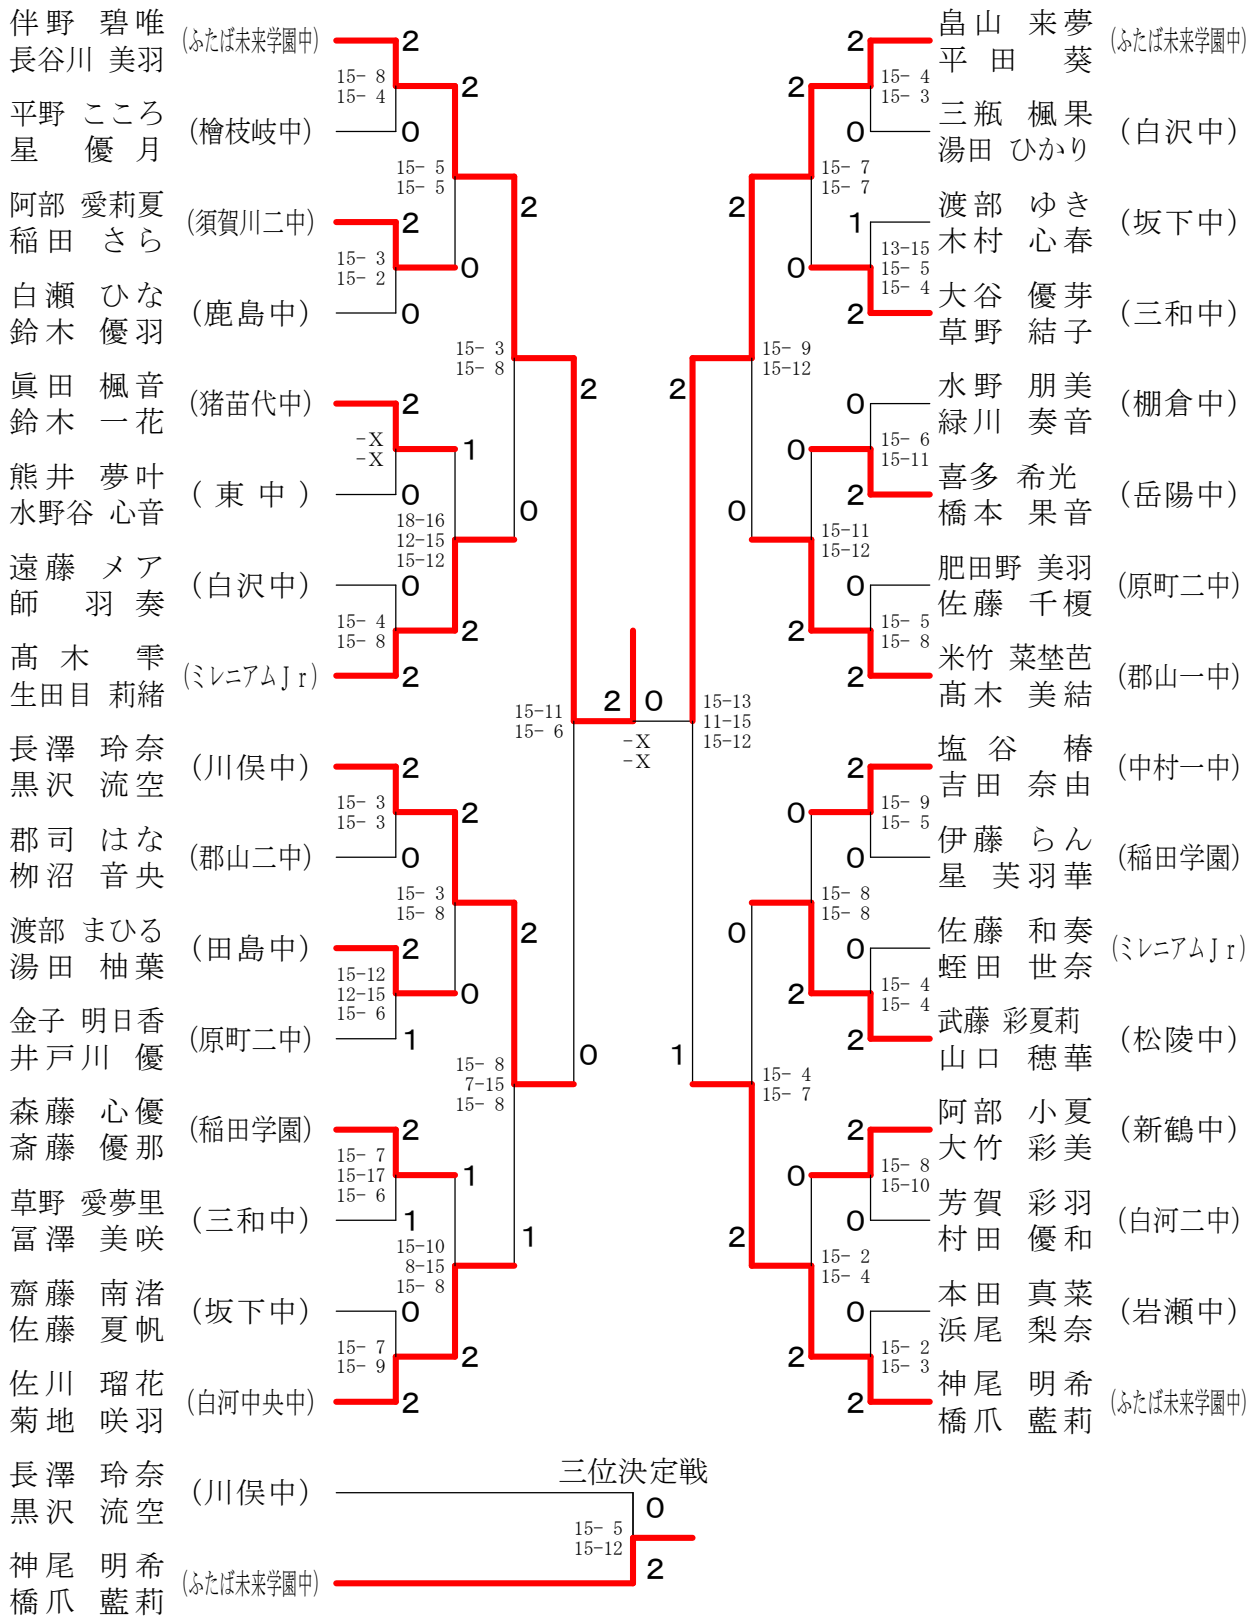 伴野 碧唯
長谷川 美羽
(ふたば未来学園中)
2
15- 8
15- 4
2
平野 こころ
星 優月
(檜枝岐中)
0
15- 5
15- 5
2
阿部 愛莉夏
稲田 さら
(須賀川二中)
2
15- 3
15- 2
0
白瀬 ひな
鈴木 優羽
(鹿島中)
0
15- 3
15- 8
2
眞田 楓音
鈴木 一花
(猪苗代中)
2
-X
-X
1
熊井 夢叶
水野谷 心音
(東中)
0
18-16
12-15
15-12
0
遠藤 メア
師 羽奏
(白沢中)
0
15- 4
15- 8
2
髙木 雫
生田目 莉緒
(ミレニアムJr)
2
15-11
15- 6
2
0
-X
-X
長澤 玲奈
黒沢 流空
(川俣中)
2
15- 3
15- 3
2
郡司 はな
栁沼 音央
(郡山二中)
0
15- 3
15- 8
2
渡部 まひる
湯田 柚葉
(田島中)
2
15-12
12-15
15- 6
0
金子 明日香
井戸川 優
(原町二中)
1
15- 8
7-15
15- 8
0
森藤 心優
斎藤 優那
(稲田学園)
2
15- 7
15-17
15- 6
1
草野 愛夢里
冨澤 美咲
(三和中)
1
15-10
8-15
15- 8
1
齋藤 南渚
佐藤 夏帆
(坂下中)
0
15- 7
15- 9
2
佐川 瑠花
菊地 咲羽
(白河中央中)
2
畠山 来夢
平田 葵
(ふたば未来学園中)
2
15- 4
15- 3
2
三瓶 楓果
湯田 ひかり
(白沢中)
0
15- 7
15- 7
2
渡部 ゆき
木村 心春
(坂下中)
1
13-15
15- 5
15- 4
0
大谷 優芽
草野 結子
(三和中)
2
15- 9
15-12
2
水野 朋美
緑川 奏音
(棚倉中)
0
15- 6
15-11
0
喜多 希光
橋本 果音
(岳陽中)
2
15-11
15-12
0
肥田野 美羽
佐藤 千榎
(原町二中)
0
15- 5
15- 8
2
米竹 菜埜芭
髙木 美結
(郡山一中)
2
15-13
11-15
15-12
塩谷 椿
吉田 奈由
(中村一中)
2
15- 9
15- 5
0
伊藤 らん
星 芙羽華
(稲田学園)
0
15- 8
15- 8
0
佐藤 和奏
蛭田 世奈
(ミレニアムJr)
0
15- 4
15- 4
2
武藤 彩夏莉
山口 穂華
(松陵中)
2
15- 4
15- 7
1
阿部 小夏
大竹 彩美
(新鶴中)
2
15- 8
15-10
0
芳賀 彩羽
村田 優和
(白河二中)
0
15- 2
15- 4
2
本田 真菜
浜尾 梨奈
(岩瀬中)
0
15- 2
15- 3
2
神尾 明希
橋爪 藍莉
(ふたば未来学園中)
2
三位決定戦
長澤 玲奈
黒沢 流空
(川俣中)
0
15- 5
15-12
神尾 明希
橋爪 藍莉
(ふたば未来学園中)
2